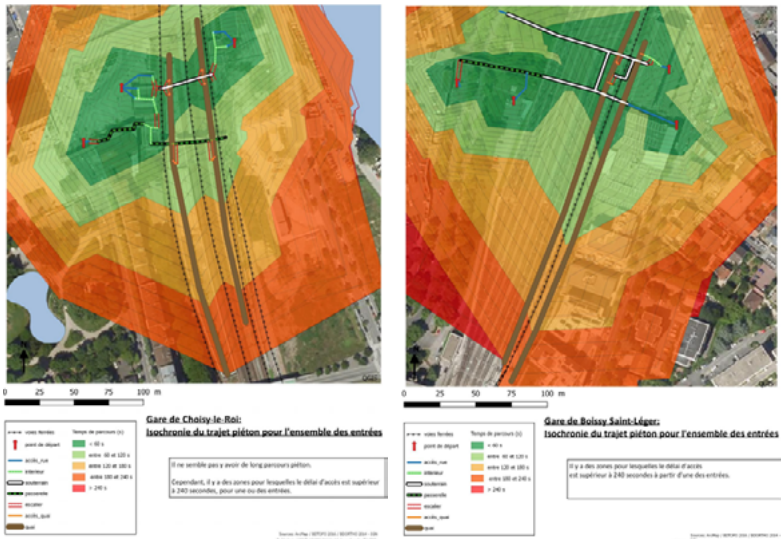 QGIS
0 25 50 75 100 m
voies ferrées
point de départ
accès_rue
intérieur
souterrain
passerelle
escalier
accès_quai
quai
Temps de parcours (s)
< 60 s
entre 60 et 120 s
entre 120 et 180 s
entre 180 et 240 s
> 240 s
Gare de Choisy-le-Roi:
Isochronie du trajet piéton pour l'ensemble des entrées
Il ne semble pas y avoir de long parcours piéton.
Cependant, il y a des zones pour lesquelles le délai d'accès est supérieur
à 240 secondes, pour une ou des entrées.
0 25 50 75 100 m
voies ferrées
point de départ
accès_rue
intérieur
souterrain
passerelle
escalier
accès_quai
quai
Temps de parcours (s)
entre 60 et 120 s
entre 120 et 180 s
entre 180 et 240 s
> 240 s
Gare de Boissy Saint-Léger:
Isochronie du trajet piéton pour l'ensemble des entrées
Il y a des zones pour lesquelles le délai d'accès
est supérieur à 240 secondes à partir d'une des entrées.